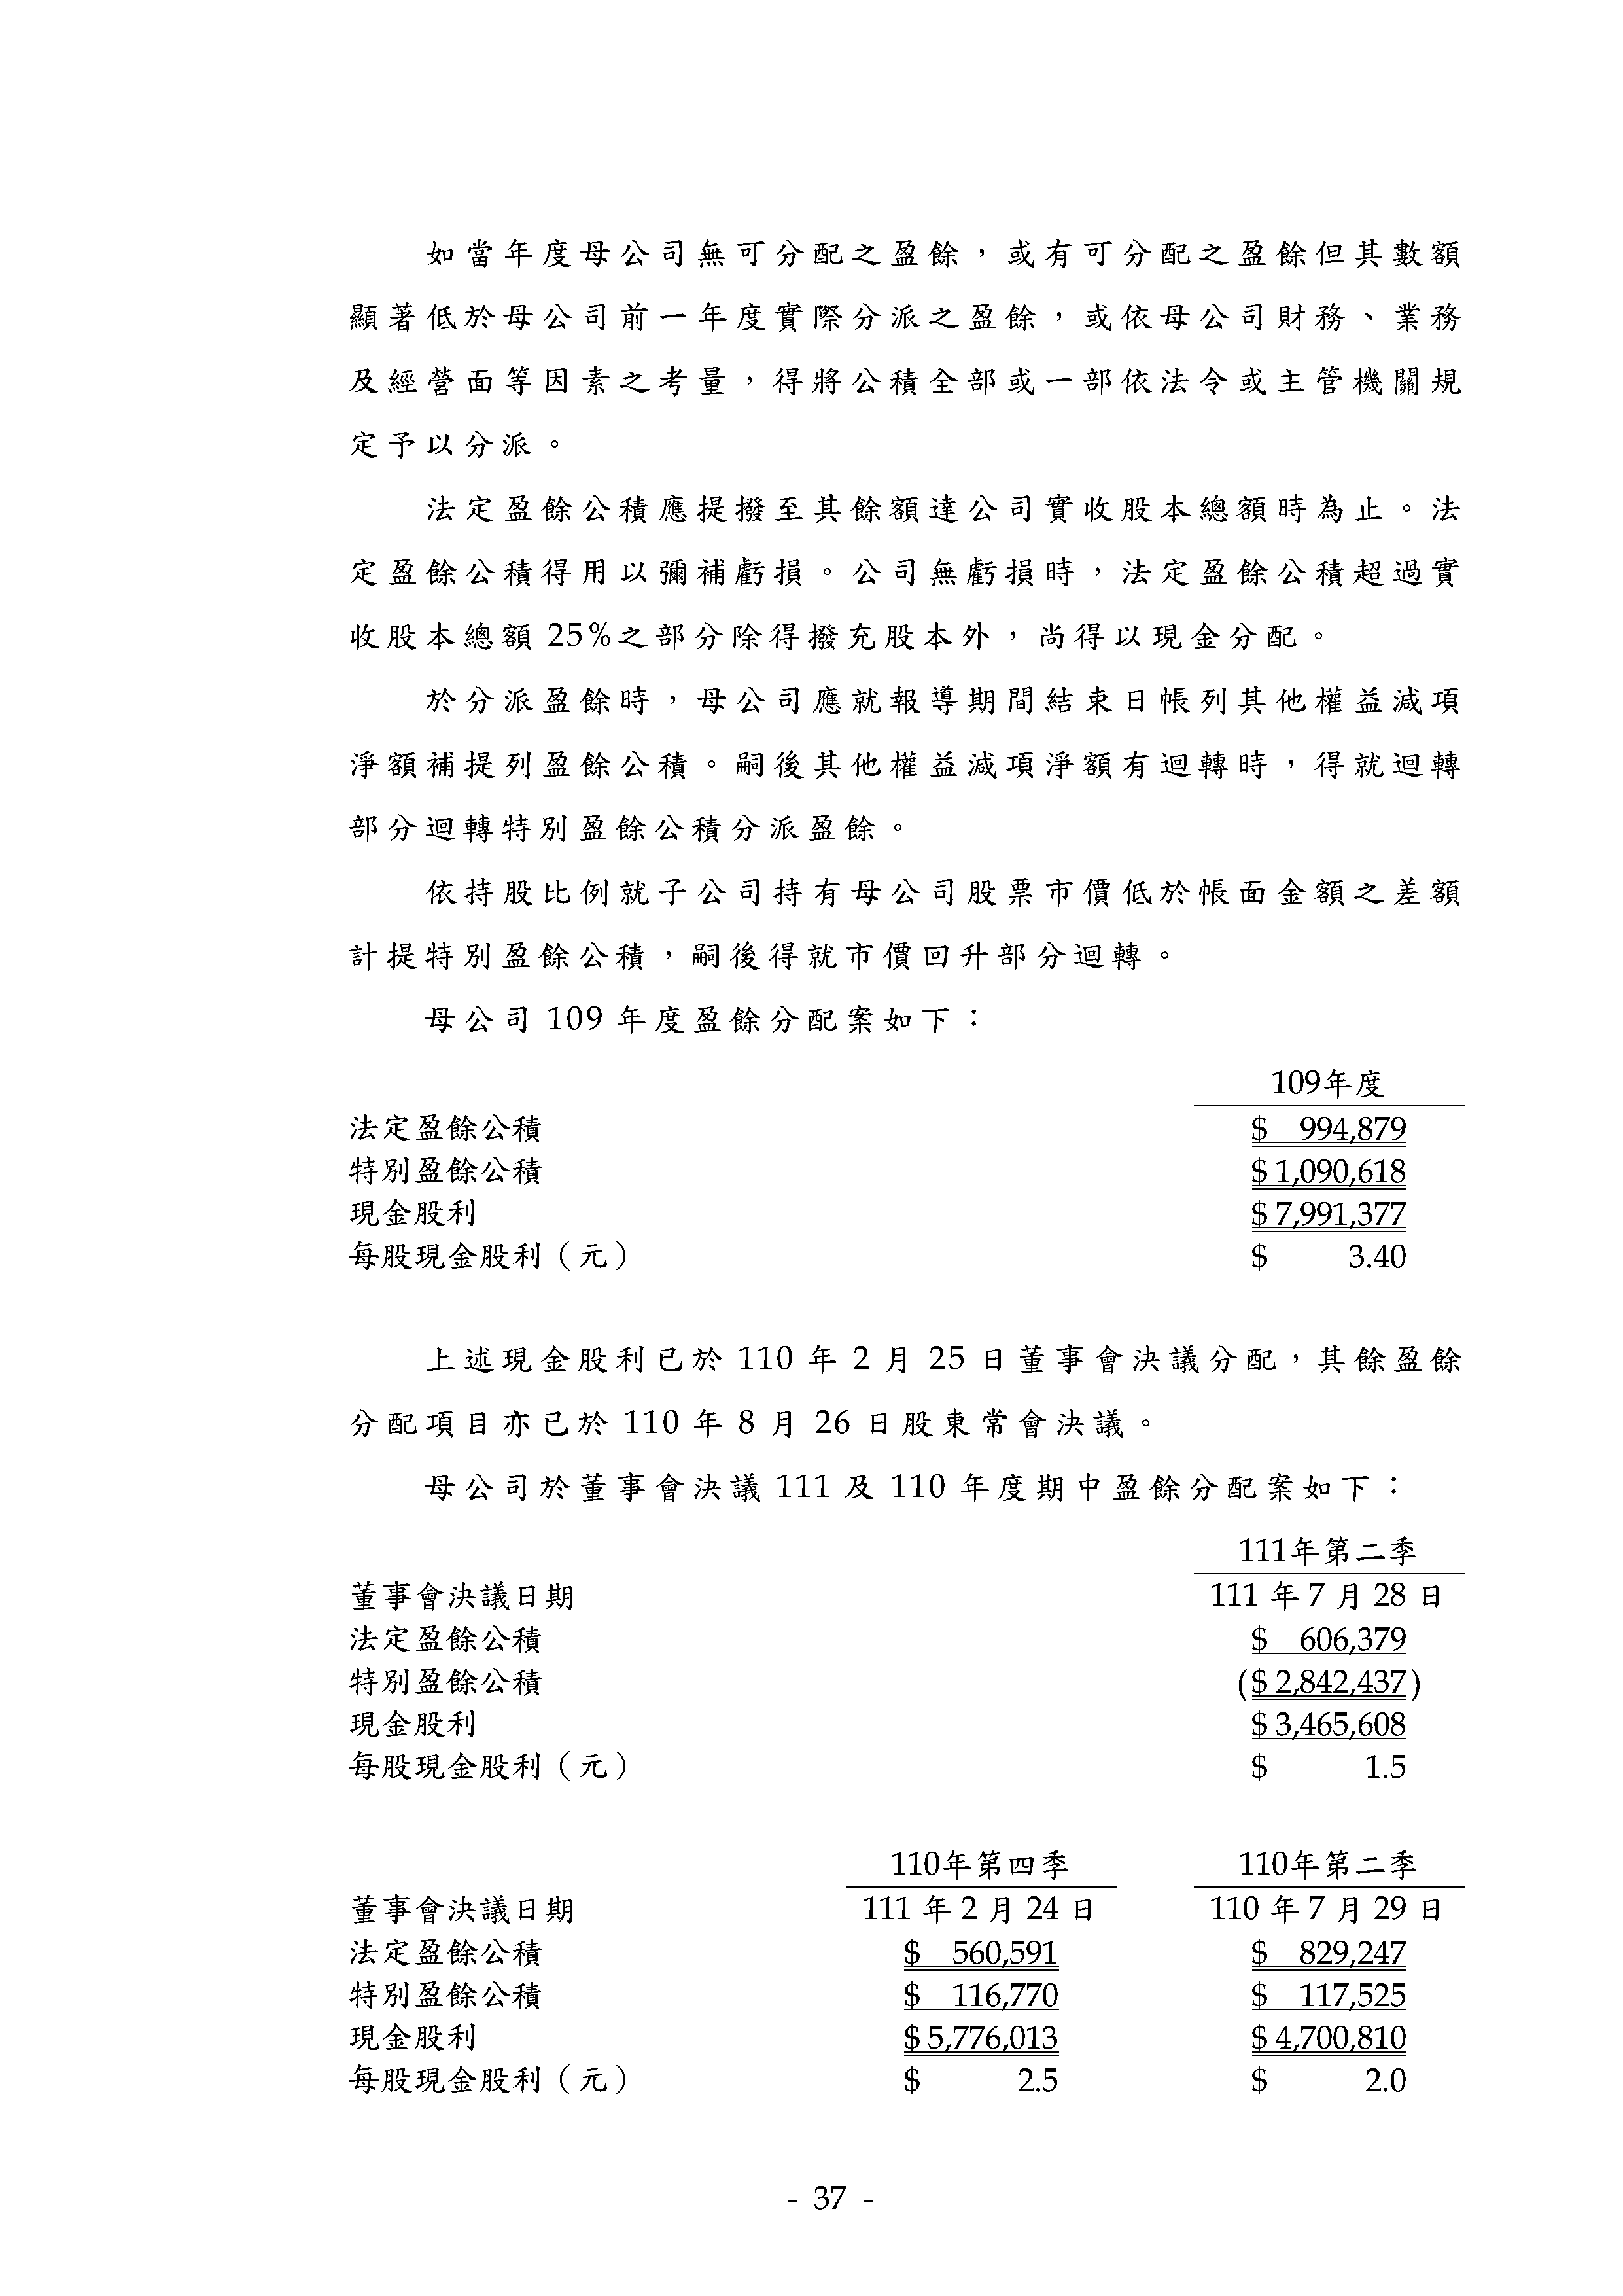 如當年度母公司無可分配之盈餘，或有可分配之盈餘但其數額
顯著低於母公司前一年度實際分派之盈餘，或依母公司財務、業務
及經營面等因素之考量，得將公積全部或一部依法令或主管機關規
定予以分派。
法定盈餘公積應提撥至其餘額達公司實收股本總額時為止。法
定盈餘公積得用以彌補虧損。公司無虧損時，法定盈餘公積超過實
收股本總額 25%之部分除得撥充股本外，尚得以現金分配。
於分派盈餘時，母公司應就報導期間結束日帳列其他權益減項
淨額補提列盈餘公積。嗣後其他權益減項淨額有迴轉時，得就迴轉
部分迴轉特別盈餘公積分派盈餘。
依持股比例就子公司持有母公司股票市價低於帳面金額之差額
計提特別盈餘公積，嗣後得就市價回升部分迴轉。
母公司 109 年度盈餘分配案如下：
109年度
法定盈餘公積 $ 994,879
特別盈餘公積 $ 1,090,618
現金股利 $ 7,991,377
每股現金股利（元） $ 3.40
上述現金股利已於 110 年 2 月 25 日董事會決議分配，其餘盈餘
分配項目亦已於 110 年 8 月 26 日股東常會決議。
母公司於董事會決議 111 及 110 年度期中盈餘分配案如下：
111年第二季
董事會決議日期 111 年 7 月 28 日
法定盈餘公積 $ 606,379
特別盈餘公積 ($ 2,842,437)
現金股利 $ 3,465,608
每股現金股利（元） $ 1.5
110年第四季 110年第二季
董事會決議日期 111 年 2 月 24 日 110 年 7 月 29 日
法定盈餘公積 $ 560,591 $ 829,247
特別盈餘公積 $ 116,770 $ 117,525
現金股利 $ 5,776,013 $ 4,700,810
每股現金股利（元） $ 2.5 $ 2.0
- 37 -